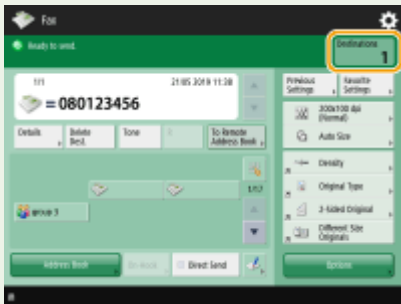 Fax
Ready to send.
Destinations
1
1/1
21/05 2019 11:38
=080123456
Details
Delete Dest.
Tone
R
To Remote Address Book
Previous Settings
Favorite Settings
200x100 dpi (Normal)
Auto Size
Density
Original Type
2-Sided Original
Different Size Originals
group 3
Address Book
On-Hook
Direct Send
Options